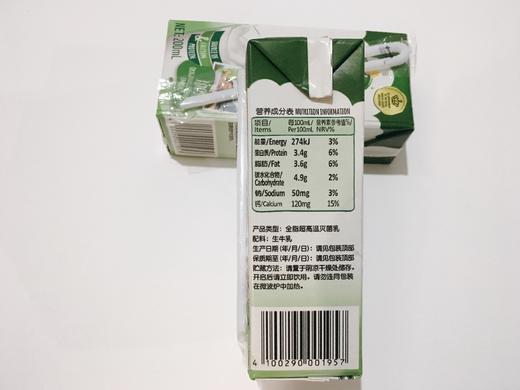 NET:200mL
营养成分表 NUTRITION INFORMATION
项目/ 每100mL/ 营养素参考值%/
Items Per100mL NRV%
能量/Energy 274kJ 3%
蛋白质/Protein 3.4g 6%
脂肪/Fat 3.6g 6%
碳水化合物/
Carbohydrate 4.9g 2%
钠/Sodium 50mg 3%
钙/Calcium 120mg 15%
产品类型：全脂超高温灭菌乳
配料：生牛乳
生产日期(年/月/日)：请见包装顶部
保质期至(年/月/日)：请见包装顶部
贮藏方法：请置于阴凉干燥处储存。
开启后请立即饮用。请勿连同包装
在微波炉中加热。
4 100290 001957